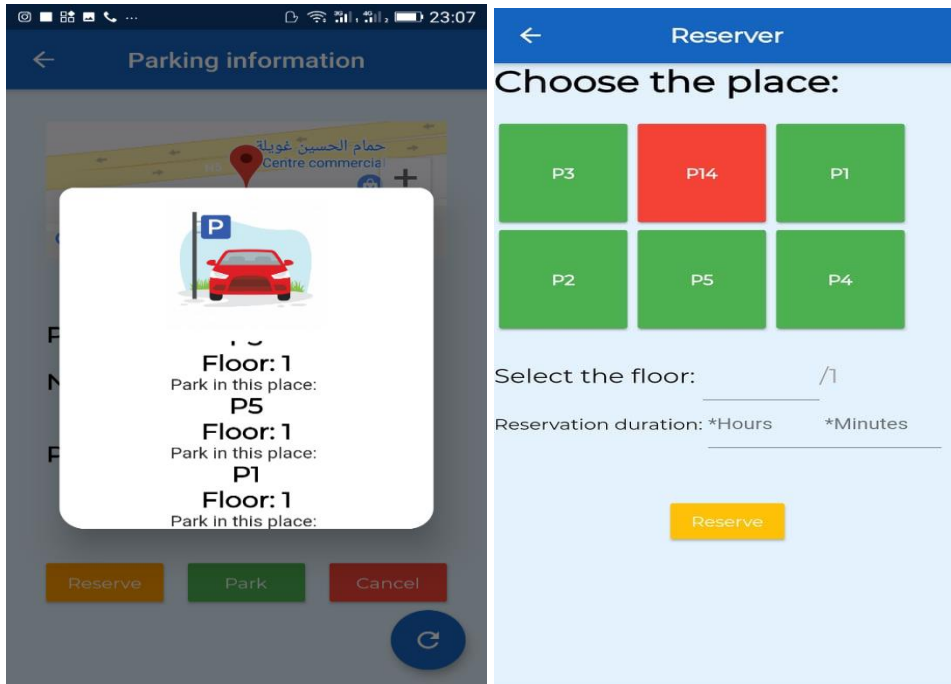 23:07
Parking information
حمام الحسين غويلة
Centre commercial
P
Floor: 1
Park in this place:
P5
Floor: 1
Park in this place:
P1
Floor: 1
Park in this place:
Reserve
Park
Cancel
Reserver
Choose the place:
P3 P14 P1
P2 P5 P4
Select the floor: /1
Reservation duration: *Hours *Minutes
Reserve